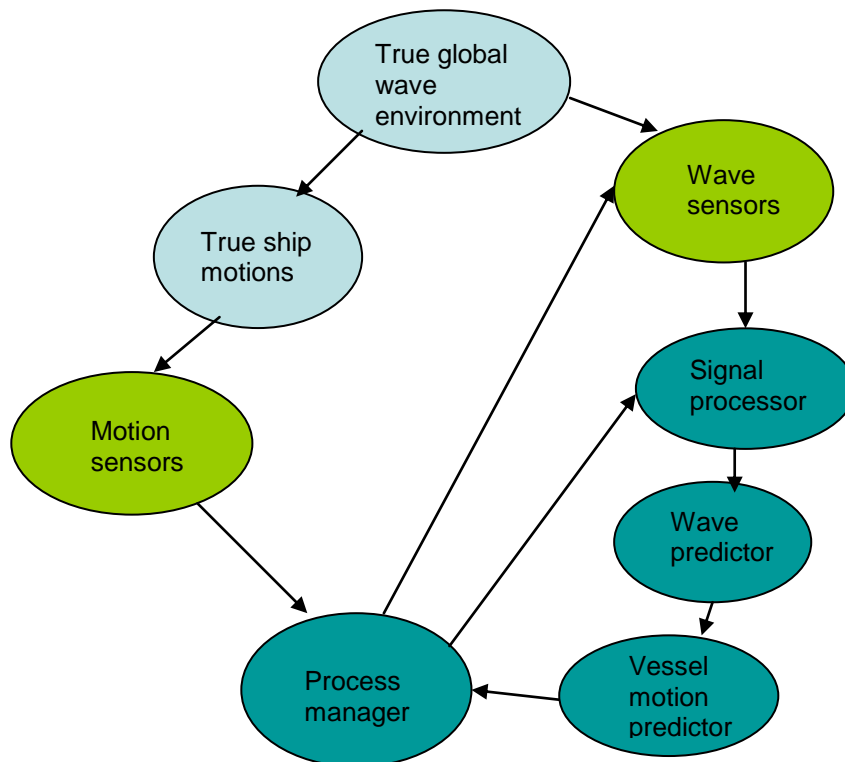 True global
wave
environment
Wave
sensors
True ship
motions
Signal
processor
Motion
sensors
Wave
predictor
Vessel
motion
predictor
Process
manager